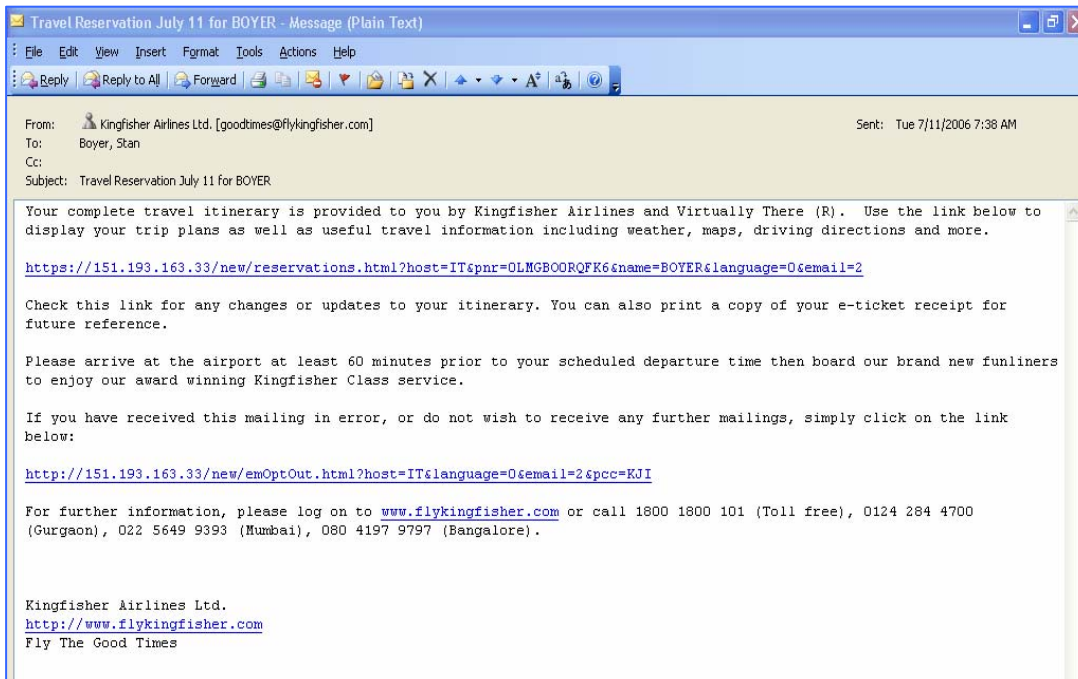 Travel Reservation July 11 for BOYER - Message (Plain Text)
File Edit View Insert Format Tools Actions Help
Reply Reply to All Forward
From: Kingfisher Airlines Ltd. [goodtimes@flykingfisher.com] Sent: Tue 7/11/2006 7:38 AM
To: Boyer, Stan
Cc:
Subject: Travel Reservation July 11 for BOYER
Your complete travel itinerary is provided to you by Kingfisher Airlines and Virtually There (R). Use the link below to
display your trip plans as well as useful travel information including weather, maps, driving directions and more.
https://151.193.163.33/new/reservations.html?host=IT&pnr=0LMGBO0RQFK6&name=BOYER&language=0&email=2
Check this link for any changes or updates to your itinerary. You can also print a copy of your e-ticket receipt for
future reference.
Please arrive at the airport at least 60 minutes prior to your scheduled departure time then board our brand new funliners
to enjoy our award winning Kingfisher Class service.
If you have received this mailing in error, or do not wish to receive any further mailings, simply click on the link
below:
http://151.193.163.33/new/emOptOut.html?host=IT&language=0&email=2&pcc=KJI
For further information, please log on to www.flykingfisher.com or call 1800 1800 101 (Toll free), 0124 284 4700
(Gurgaon), 022 5649 9393 (Mumbai), 080 4197 9797 (Bangalore).
Kingfisher Airlines Ltd.
http://www.flykingfisher.com
Fly The Good Times